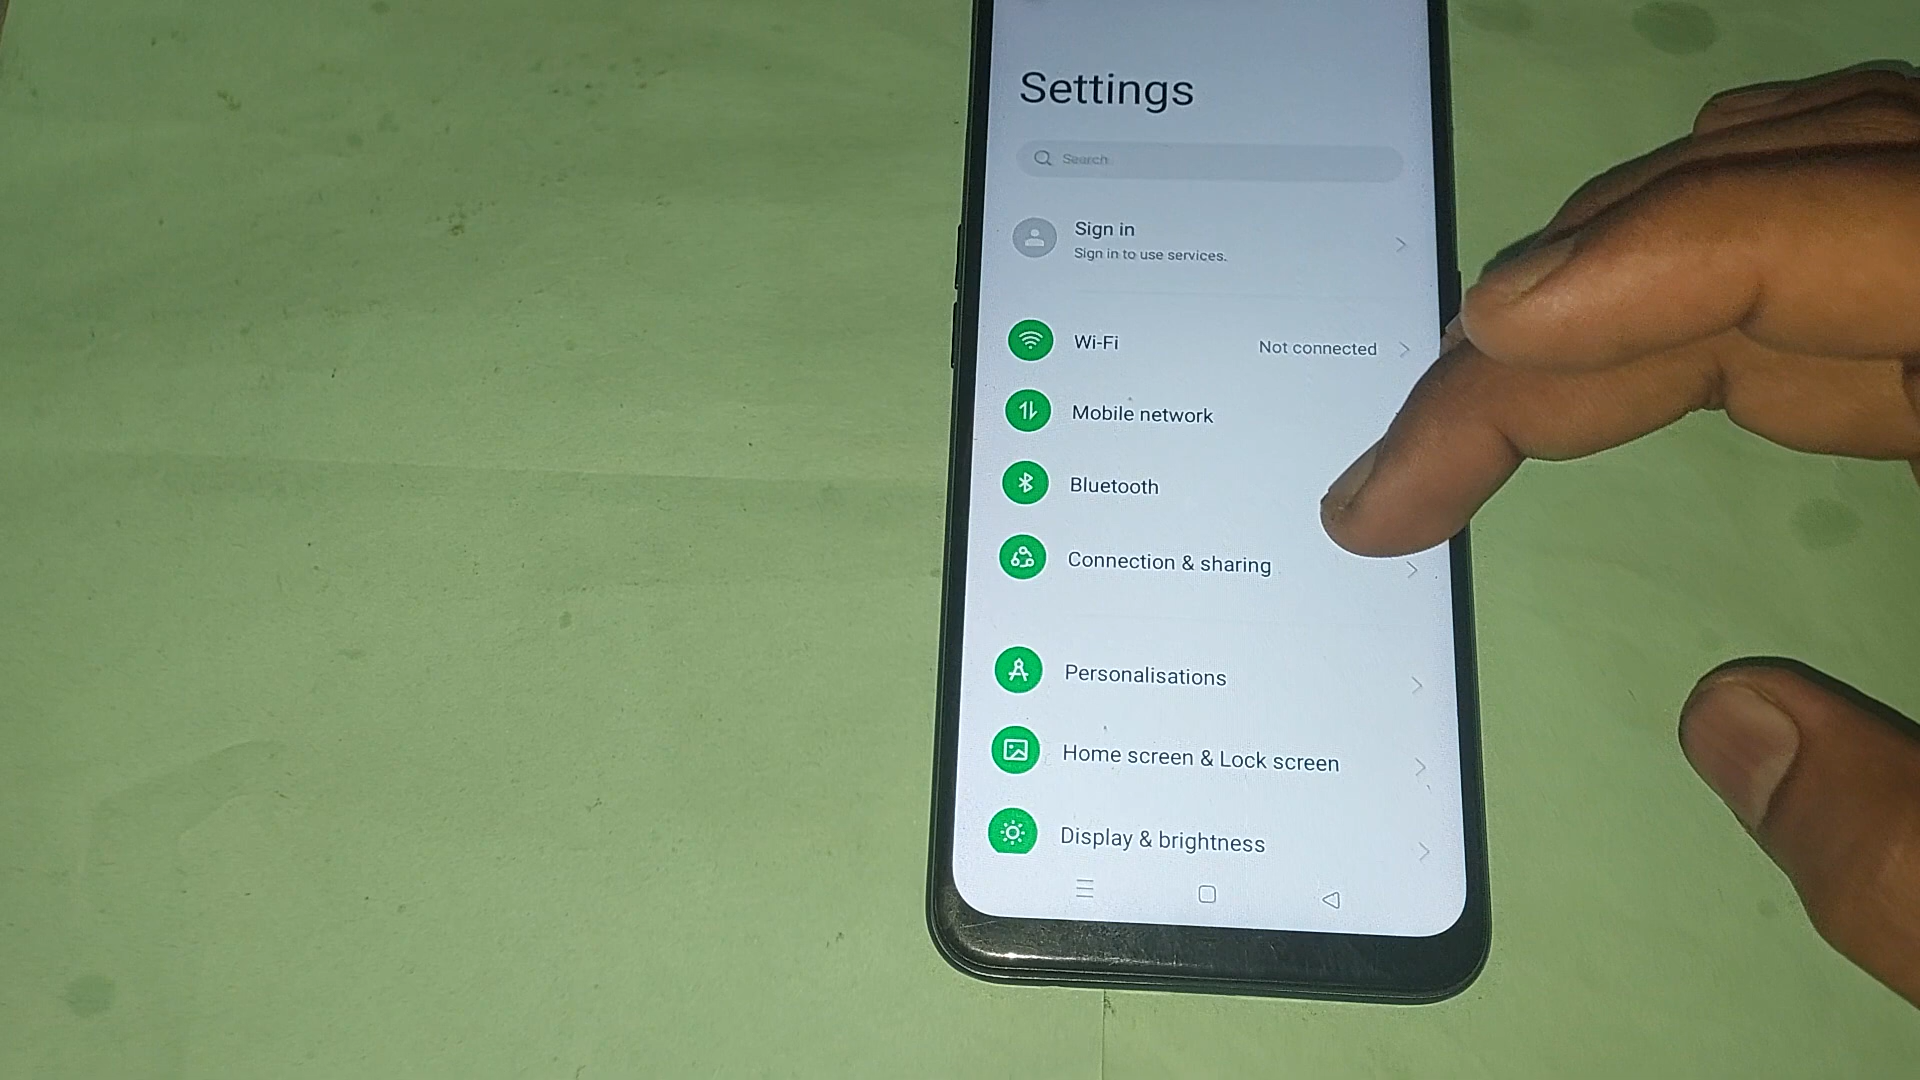 Settings
Search
Sign in
Sign in to use services.
Wi-Fi Not connected
Mobile network
Bluetooth
Connection & sharing
Personalisations
Home screen & Lock screen
Display & brightness